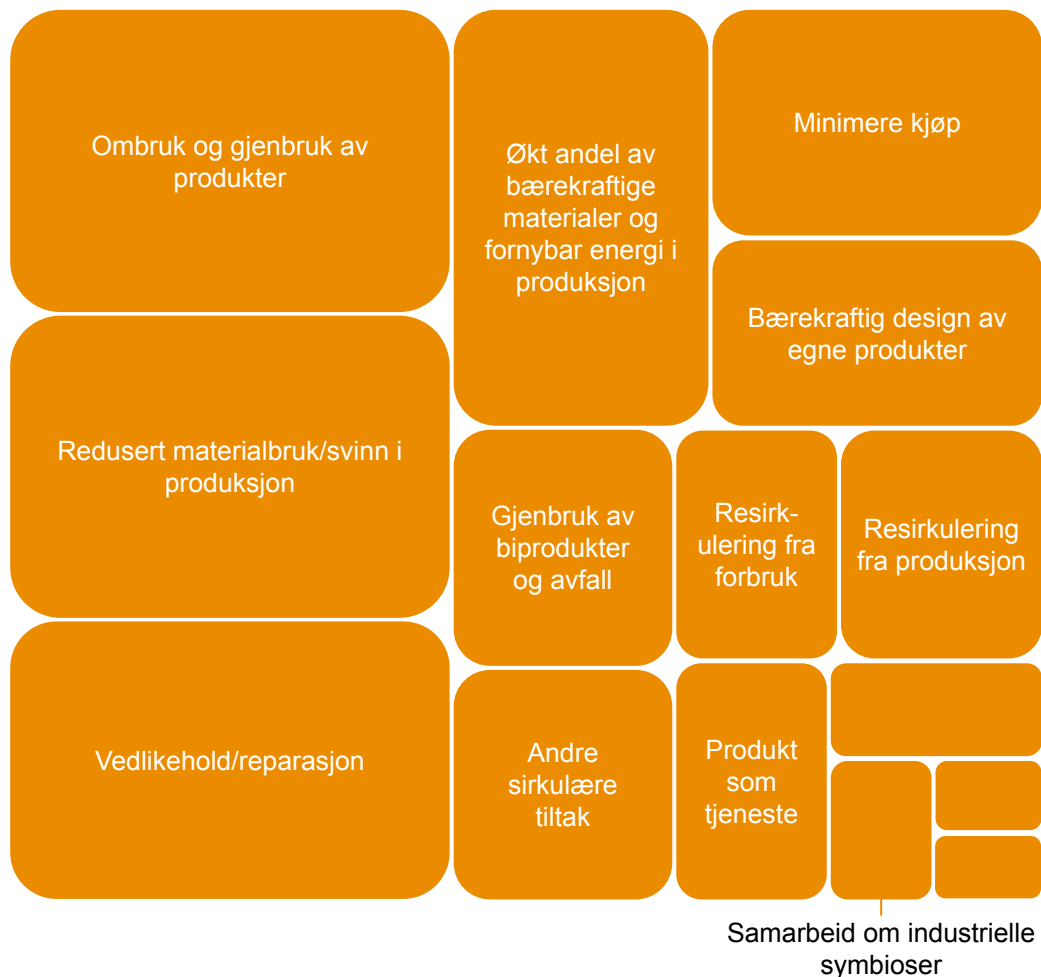 Ombruk og gjenbruk av
produkter
Redusert materialbruk/svinn i
produksjon
Vedlikehold/reparasjon
Økt andel av
bærekraftige
materialer og
fornybar energi i
produksjon
Minimere kjøp
Bærekraftig design av
egne produkter
Gjenbruk av
biprodukter
og avfall
Resirk-
ulering fra
forbruk
Resirkulering
fra produksjon
Andre
sirkulære
tiltak
Produkt
som
tjeneste
Samarbeid om industrielle
symbioser